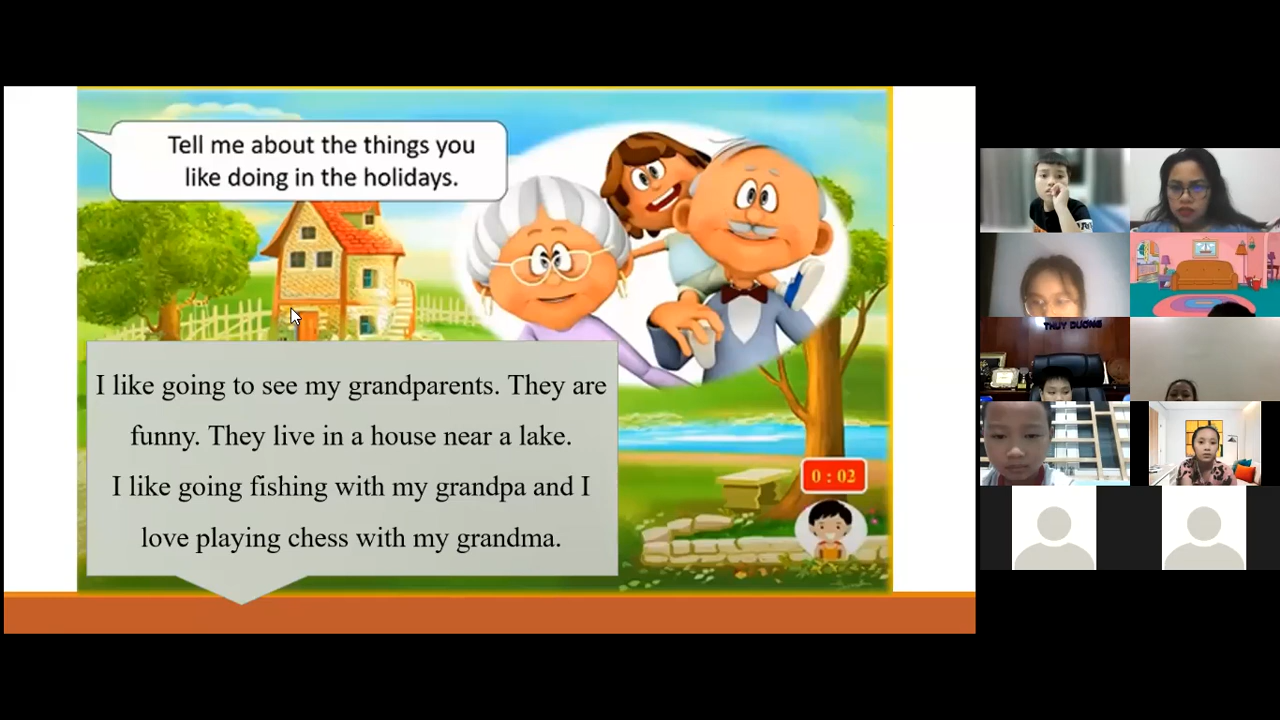 Tell me about the things you
like doing in the holidays.
THUY DUONG
I like going to see my grandparents. They are
funny. They live in a house near a lake.
I like going fishing with my grandpa and I
love playing chess with my grandma.
0 : 02